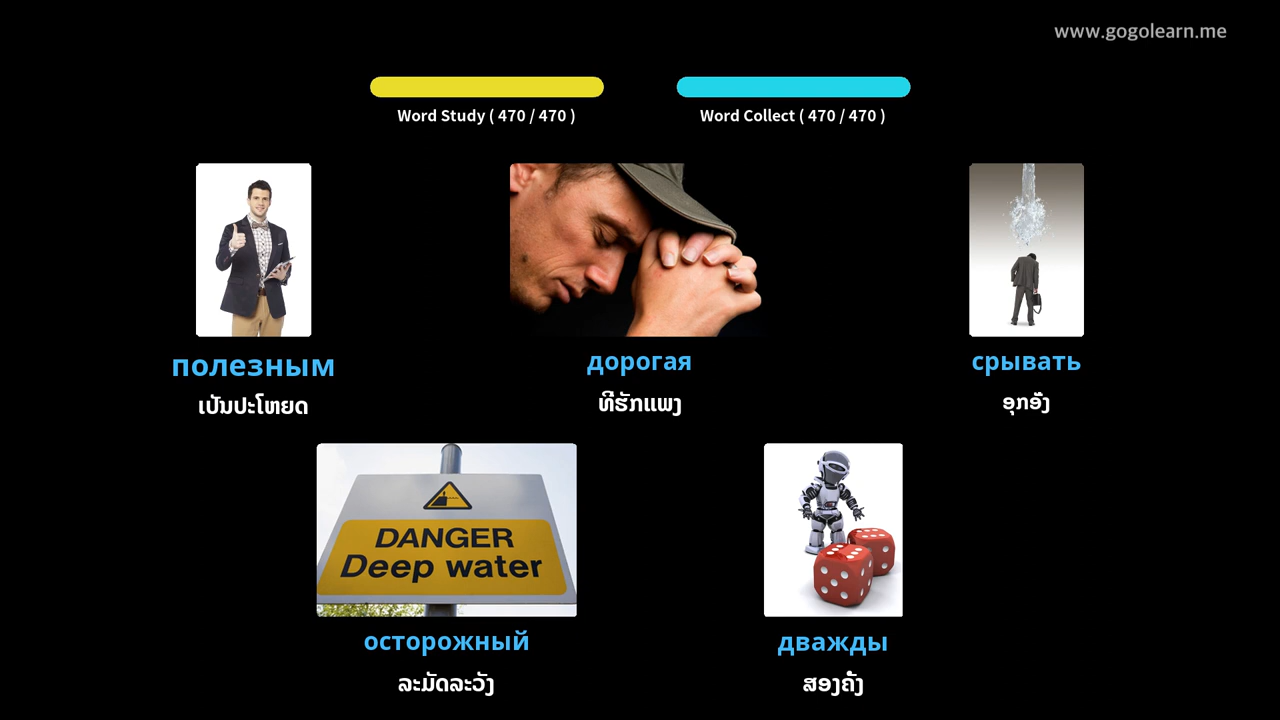 www.gogolearn.me
Word Study ( 470 / 470 )
Word Collect ( 470 / 470 )
полезным
ເປັນປະໂຫຍດ
дорогая
ທີ່ຮັກແພງ
срывать
ອຸກອັ່ງ
DANGER
Deep water
осторожный
ລະມັດລະວັງ
дважды
ສອງຄັ້ງ